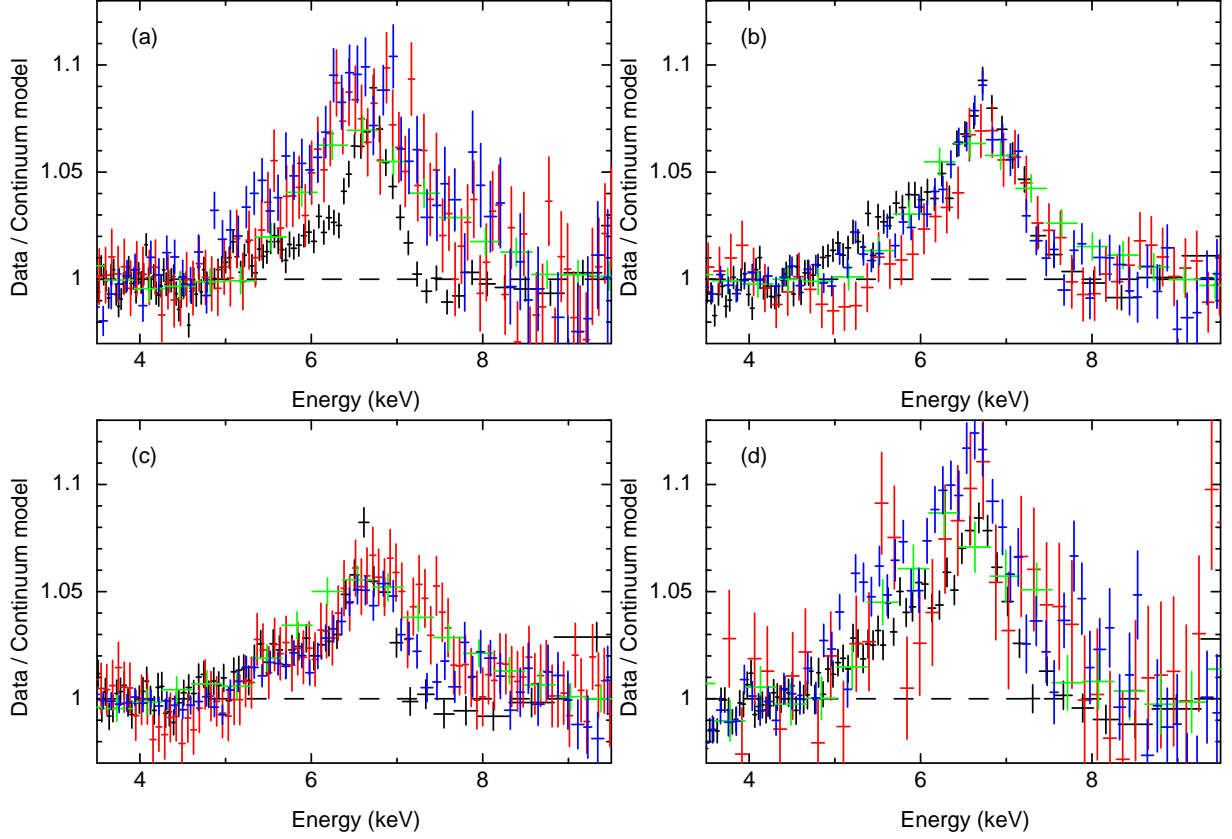 (a)
Data / Continuum model
1.1
1.05
1
4
6
8
Energy (keV)
(b)
Data / Continuum model
1.1
1.05
1
4
6
8
Energy (keV)
(c)
Data / Continuum model
1.1
1.05
1
4
6
8
Energy (keV)
(d)
Data / Continuum model
1.1
1.05
1
4
6
8
Energy (keV)